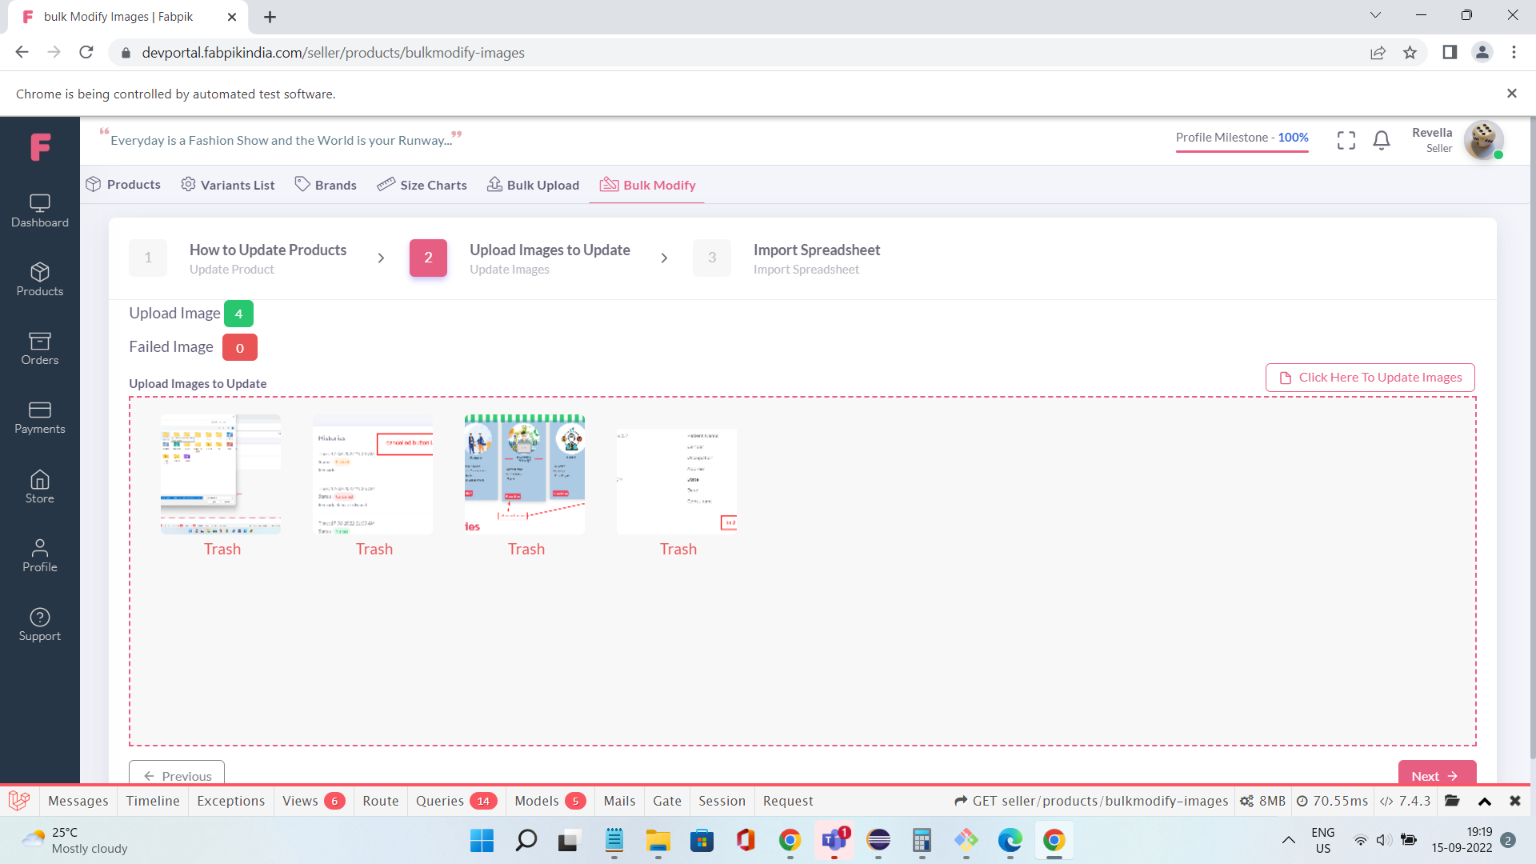 bulk Modify Images | Fabpik
devportal.fabpikindia.com/seller/products/bulkmodify-images
Chrome is being controlled by automated test software.
F
“Everyday is a Fashion Show and the World is your Runway...”
Profile Milestone - 100%
Revella
Seller
Products
Variants List
Brands
Size Charts
Bulk Upload
Bulk Modify
Dashboard
Products
Orders
Payments
Store
Profile
Support
1
How to Update Products
Update Product
2
Upload Images to Update
Update Images
3
Import Spreadsheet
Import Spreadsheet
Upload Image 4
Failed Image 0
Upload Images to Update
Click Here To Update Images
Histories
Trash
Trash
Trash
Trash
Previous
Next
Messages
Timeline
Exceptions
Views 6
Route
Queries 14
Models 5
Mails
Gate
Session
Request
GET seller/products/bulkmodify-images
8MB
70.55ms
7.4.3
25°C
Mostly cloudy
1
ENG
US
19:19
15-09-2022
2